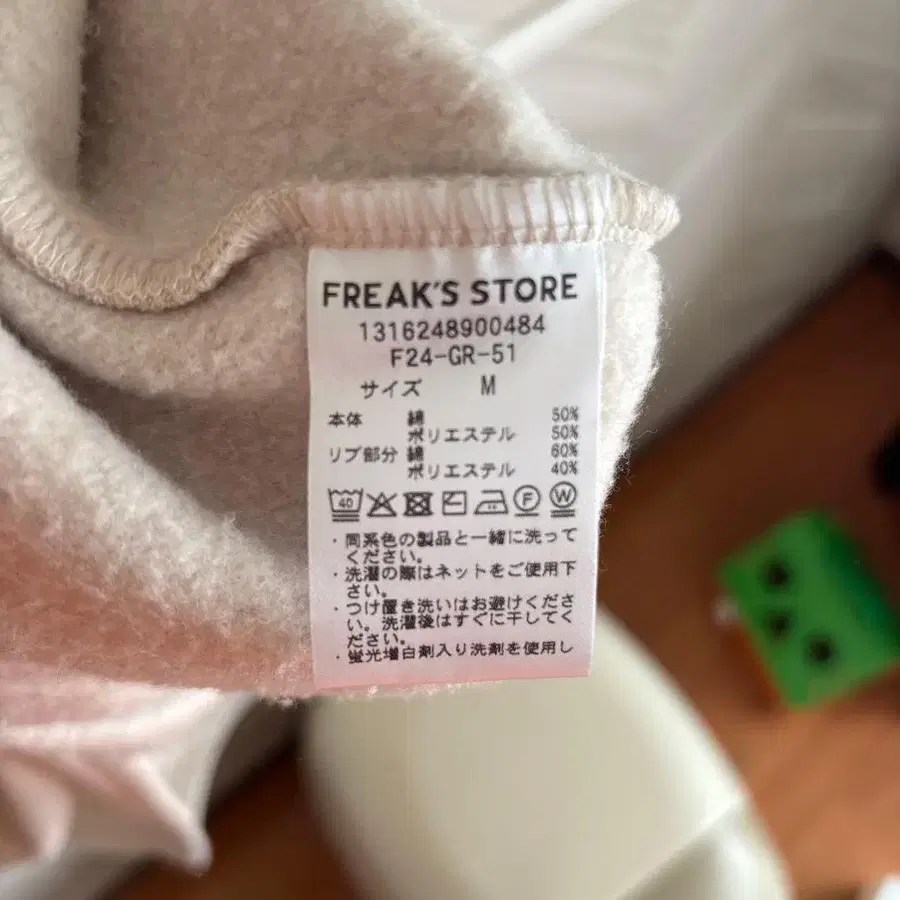 FREAK'S STORE
1316248900484
F24-GR-51
サイズ M
本体 綿 50%
ポリエステル 50%
リブ部分 綿 60%
ポリエステル 40%
40 F W
・同系色の製品と一緒に洗って
ください。
・洗濯の際はネットをご使用下
さい。
・つけ置き洗いはお避けくださ
い。洗濯後はすぐに干してく
ださい。
・蛍光増白剤入り洗剤を使用し